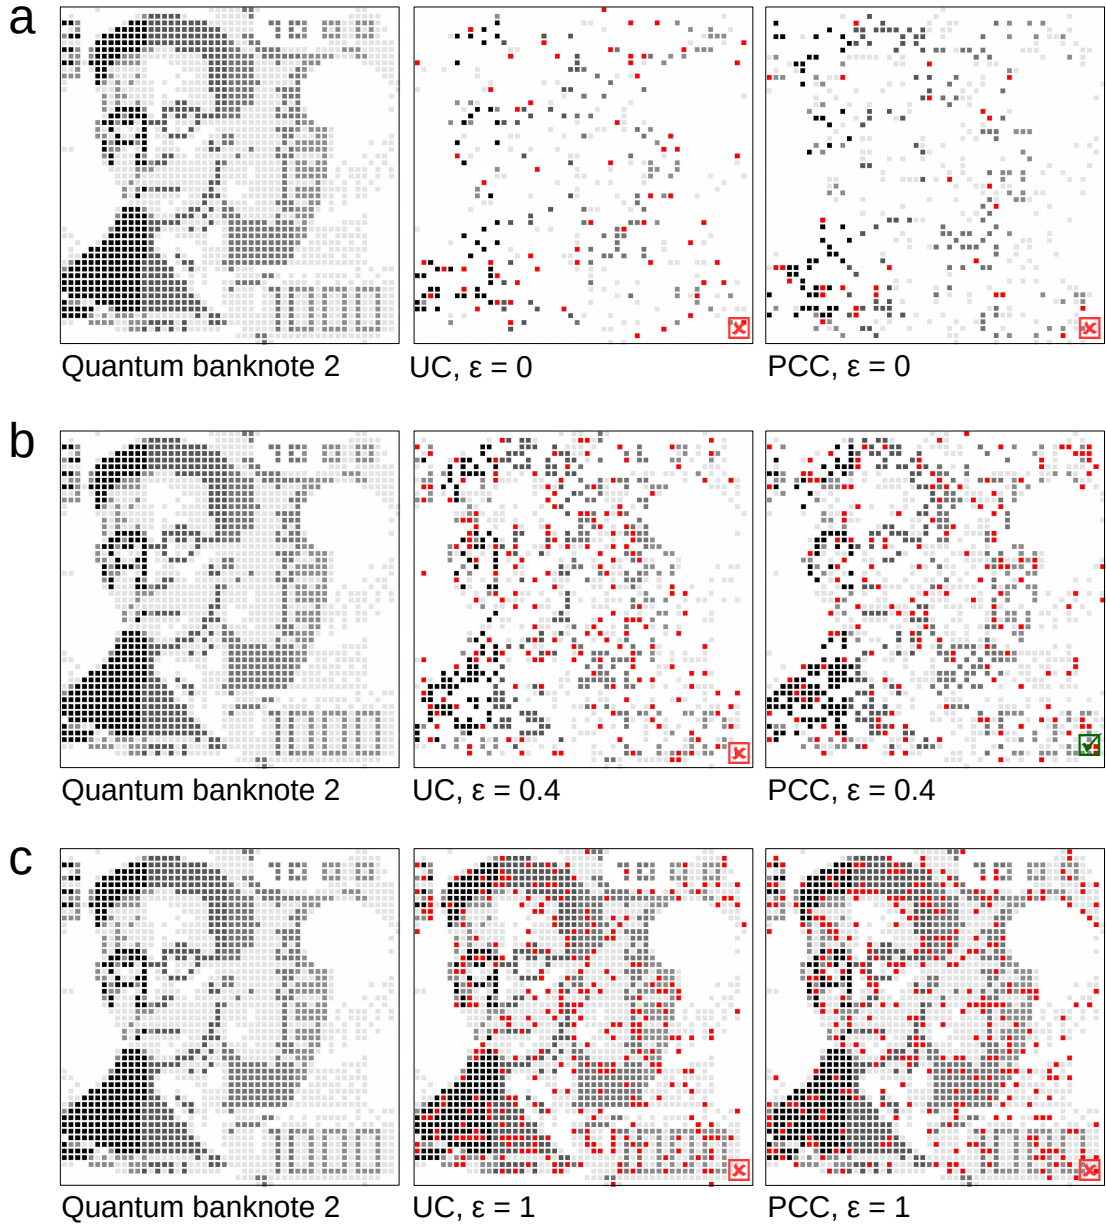 a
Quantum banknote 2
UC, ε = 0
PCC, ε = 0
b
Quantum banknote 2
UC, ε = 0.4
PCC, ε = 0.4
c
Quantum banknote 2
UC, ε = 1
PCC, ε = 1